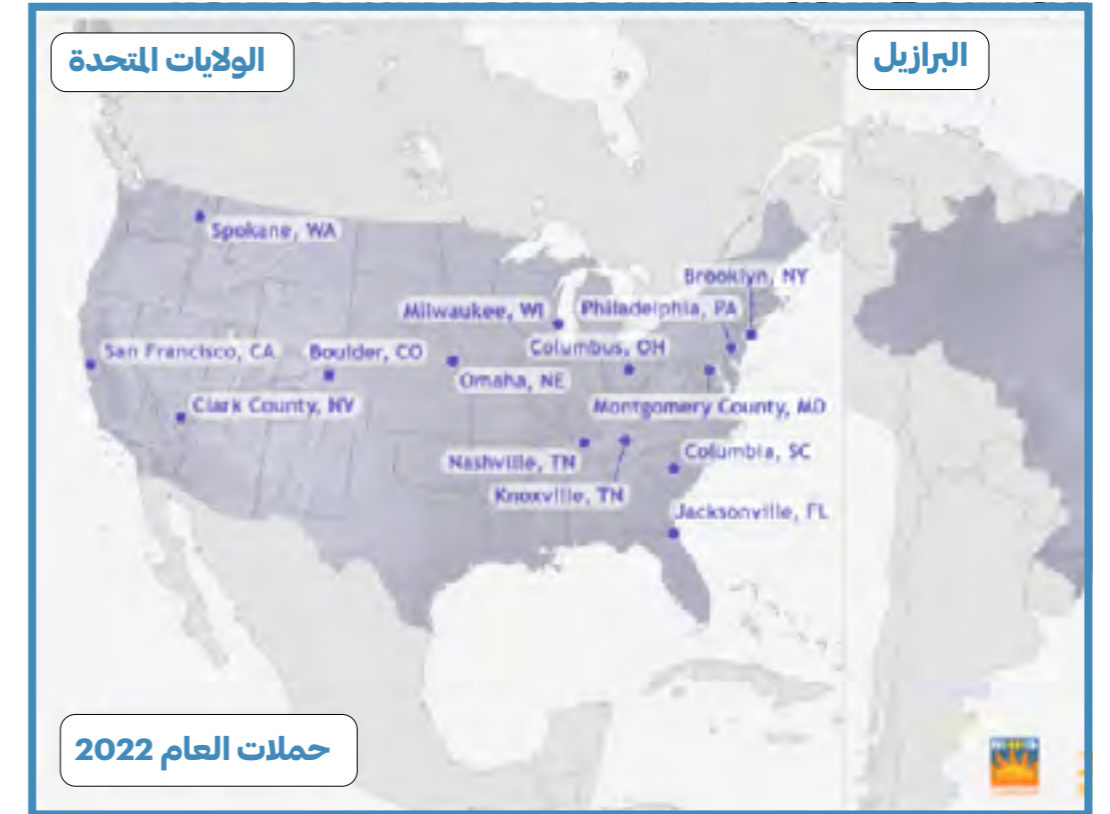 الولايات المتحدة
البرازيل
Spokane, WA
Brooklyn, NY
Milwaukee, WI
Philadelphia, PA
San Francisco, CA
Boulder, CO
Columbus, OH
Omaha, NE
Clark County, NV
Montgomery County, MD
Nashville, TN
Columbia, SC
Knoxville, TN
Jacksonville, FL
حملات العام 2022